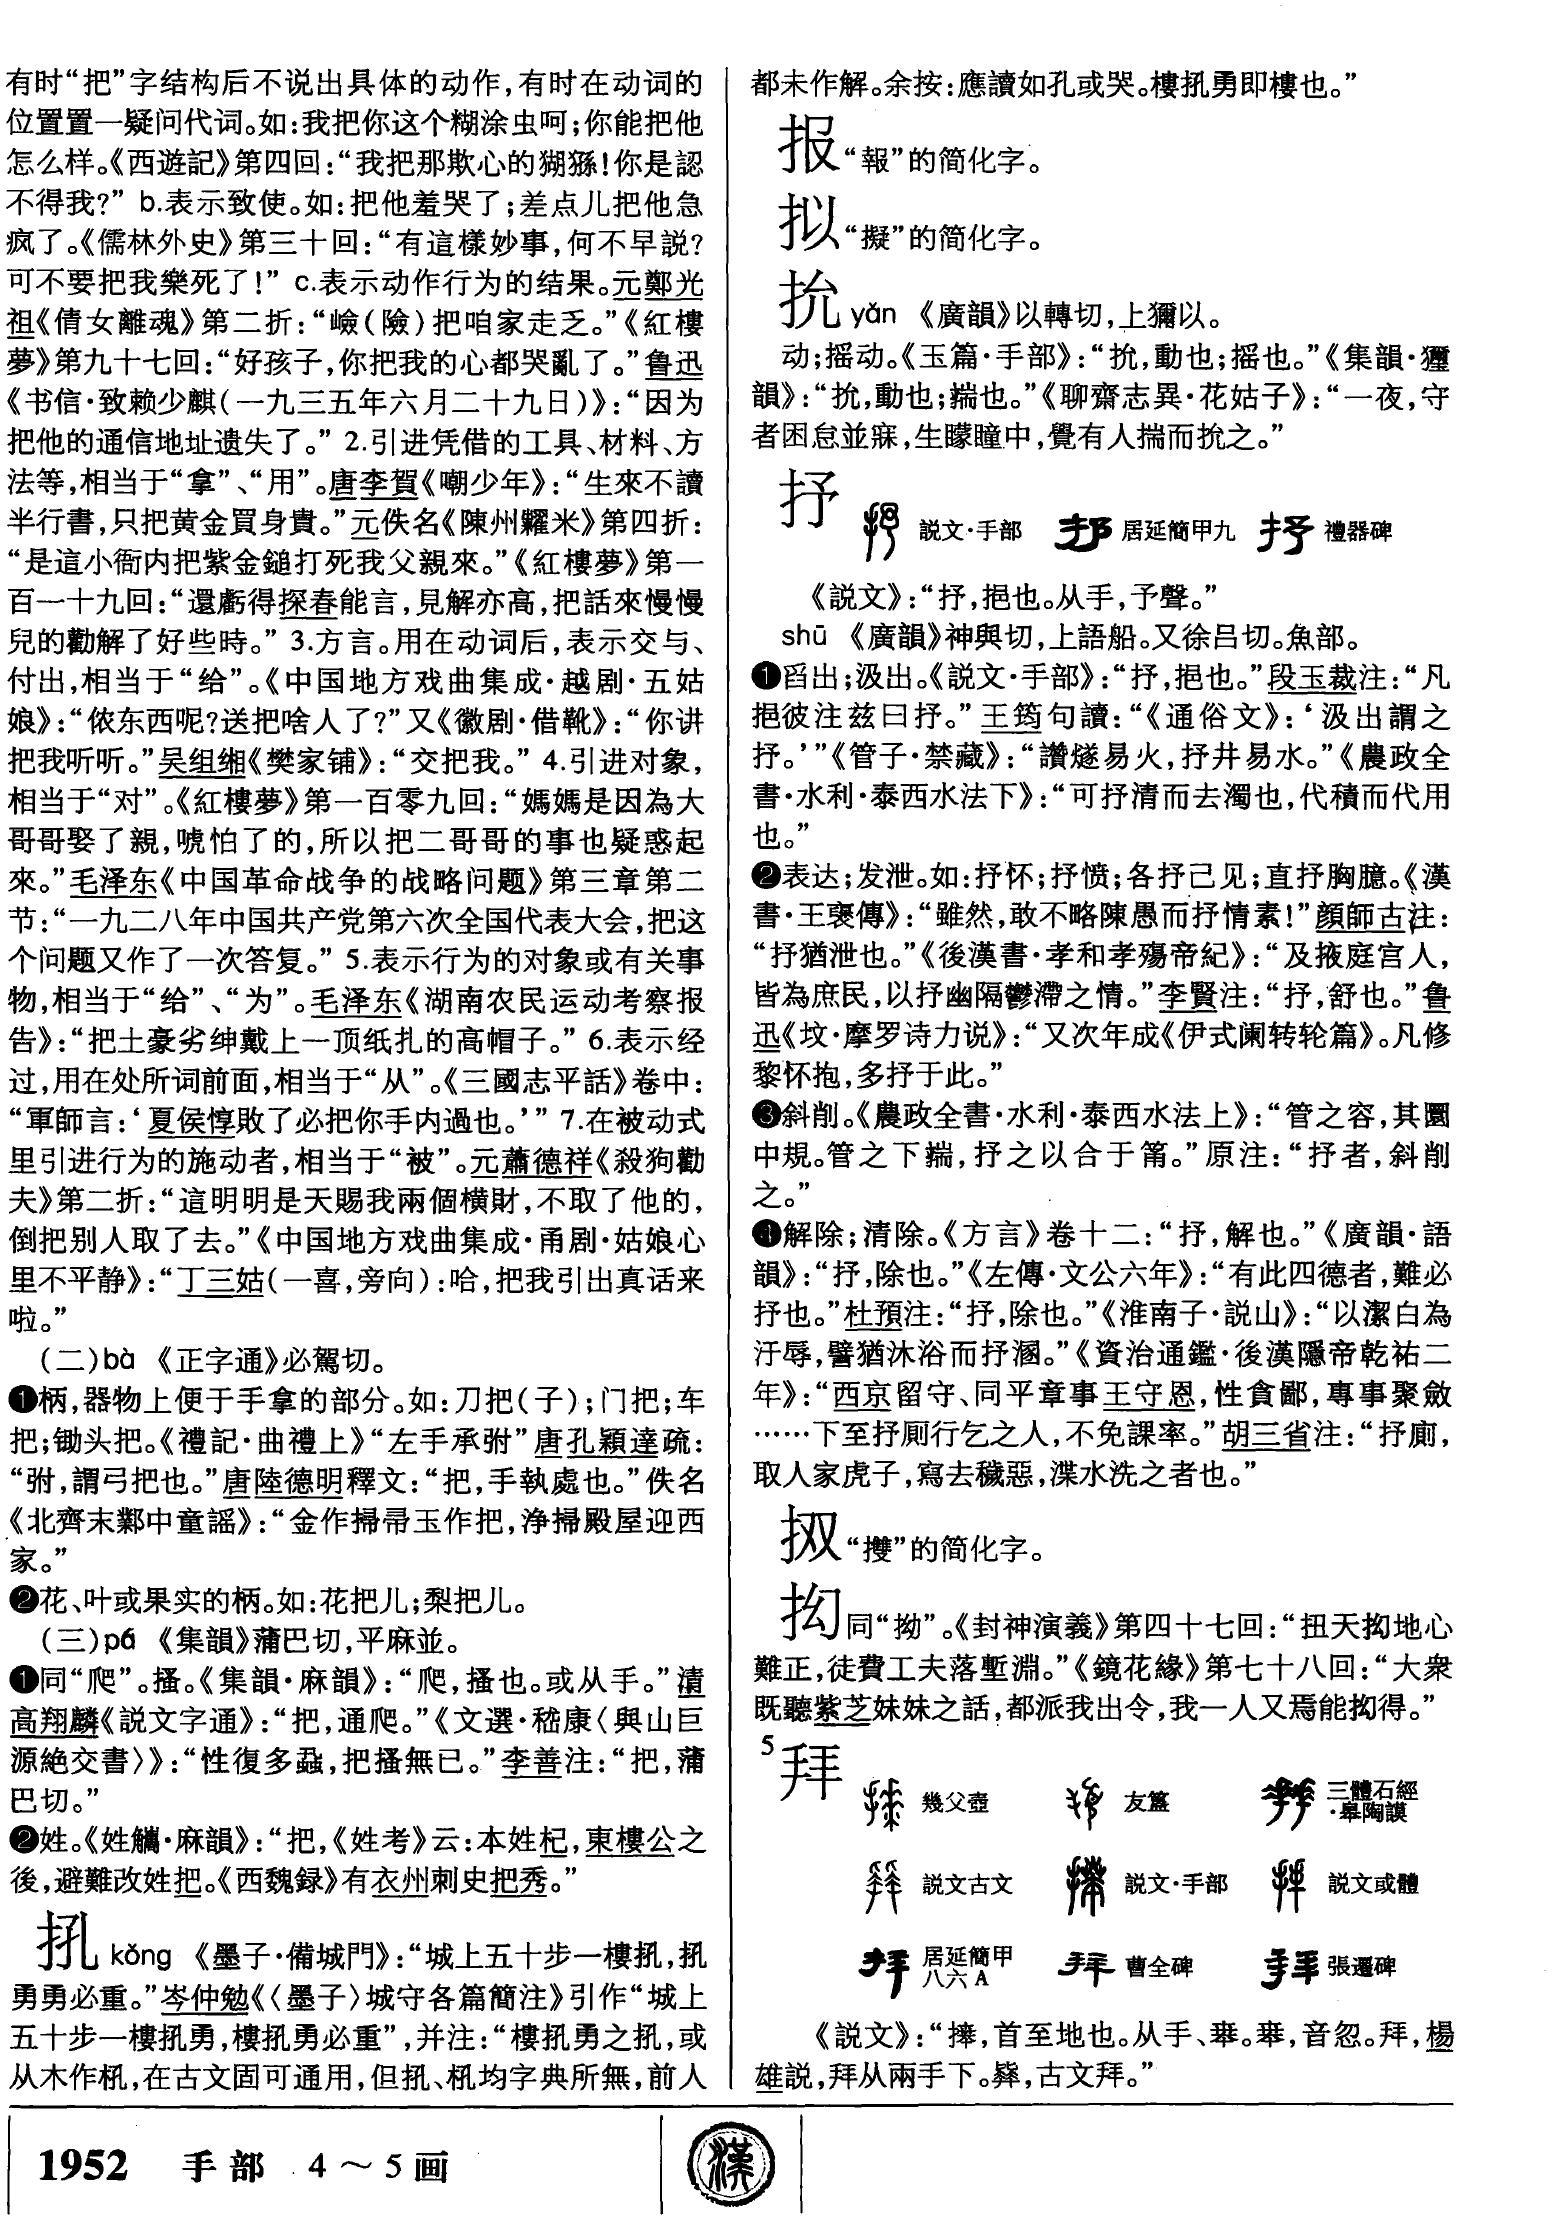 有时“把”字结构后不说出具体的动作,有时在动词的
位置置一疑问代词。如:我把你这个糊涂虫呵;你能把他
怎么样。《西遊記》第四回:“我把那欺心的猢猻!你是認
不得我?” b.表示致使。如:把他羞哭了;差点儿把他急
疯了。《儒林外史》第三十回:“有這樣妙事,何不早説?
可不要把我樂死了!” c.表示动作行为的结果。元鄭光
祖《倩女離魂》第二折:“嶮(險)把咱家走乏。”《紅樓
夢》第九十七回:“好孩子,你把我的心都哭亂了。”鲁迅
《书信·致赖少麒(一九三五年六月二十九日)》:“因为
把他的通信地址遗失了。” 2.引进凭借的工具、材料、方
法等,相当于“拿”、“用”。唐李賀《嘲少年》:“生來不讀
半行書,只把黄金買身貴。”元佚名《陳州糶米》第四折:
“是這小衙内把紫金鎚打死我父親來。”《紅樓夢》第一
百一十九回:“還虧得探春能言,見解亦高,把話來慢慢
兒的勸解了好些時。” 3.方言。用在动词后,表示交与、
付出,相当于“给”。《中国地方戏曲集成·越剧·五姑
娘》:“侬东西呢?送把啥人了?”又《徽剧·借靴》:“你讲
把我听听。”吴组缃《樊家铺》:“交把我。” 4.引进对象,
相当于“对”。《紅樓夢》第一百零九回:“媽媽是因為大
哥哥娶了親,唬怕了的,所以把二哥哥的事也疑惑起
來。”毛泽东《中国革命战争的战略问题》第三章第二
节:“一九二八年中国共产党第六次全国代表大会,把这
个问题又作了一次答复。” 5.表示行为的对象或有关事
物,相当于“给”、“为”。毛泽东《湖南农民运动考察报
告》:“把土豪劣绅戴上一顶纸扎的高帽子。” 6.表示经
过,用在处所词前面,相当于“从”。《三國志平話》卷中:
“軍師言:‘夏侯惇敗了必把你手内過也。’” 7.在被动式
里引进行为的施动者,相当于“被”。元蕭德祥《殺狗勸
夫》第二折:“這明明是天賜我兩個横財,不取了他的,
倒把别人取了去。”《中国地方戏曲集成·甬剧·姑娘心
里不平静》:“丁三姑(一喜,旁向):哈,把我引出真话来
啦。”
(二)bà 《正字通》必駕切。
❶柄,器物上便于手拿的部分。如:刀把(子);门把;车
把;锄头把。《禮記·曲禮上》“左手承弣”唐孔穎達疏:
“弣,謂弓把也。”唐陸德明釋文:“把,手執處也。”佚名
《北齊末鄴中童謡》:“金作掃帚玉作把,浄掃殿屋迎西
家。”
❷花、叶或果实的柄。如:花把儿;梨把儿。
(三)pá 《集韻》蒲巴切,平麻並。
❶同“爬”。搔。《集韻·麻韻》:“爬,搔也。或从手。”清
高翔麟《説文字通》:“把,通爬。”《文選·嵇康〈與山巨
源絶交書〉》:“性復多蝨,把搔無已。”李善注:“把,蒲
巴切。”
❷姓。《姓觿·麻韻》:“把,《姓考》云:本姓杞,東樓公之
後,避難改姓把。《西魏録》有衣州刺史把秀。”
㧌 kǒng 《墨子·備城門》:“城上五十步一樓㧌,㧌
勇勇必重。”岑仲勉《〈墨子〉城守各篇簡注》引作“城上
五十步一樓㧌勇,樓㧌勇必重”,并注:“樓㧌勇之㧌,或
从木作㭀,在古文固可通用,但㧌、㭀均字典所無,前人
都未作解。余按:應讀如孔或哭。樓㧌勇即樓也。”
报“報”的简化字。
拟“擬”的简化字。
抁 yǎn 《廣韻》以轉切,上獮以。
动;摇动。《玉篇·手部》:“抁,動也;摇也。”《集韻·獮
韻》:“抁,動也;㨫也。”《聊齋志異·花姑子》:“一夜,守
者困怠並寐,生矇瞳中,覺有人揣而抁之。”
抒 説文·手部 居延簡甲九 禮器碑
《説文》:“抒,挹也。从手,予聲。”
shū 《廣韻》神與切,上語船。又徐吕切。魚部。
❶舀出;汲出。《説文·手部》:“抒,挹也。”段玉裁注:“凡
挹彼注兹曰抒。”王筠句讀:“《通俗文》:‘汲出謂之
抒。’”《管子·禁藏》:“鑽燧易火,抒井易水。”《農政全
書·水利·泰西水法下》:“可抒清而去濁也,代積而代用
也。”
❷表达;发泄。如:抒怀;抒愤;各抒己见;直抒胸臆。《漢
書·王褒傳》:“雖然,敢不略陳愚而抒情素!”顔師古注:
“抒猶泄也。”《後漢書·孝和孝殤帝紀》:“及掖庭宫人,
皆為庶民,以抒幽隔鬱滯之情。”李賢注:“抒,舒也。”鲁
迅《坟·摩罗诗力说》:“又次年成《伊式阑转轮篇》。凡修
黎怀抱,多抒于此。”
❸斜削。《農政全書·水利·泰西水法上》:“管之容,其圜
中規。管之下耑,抒之以合于筩。”原注:“抒者,斜削
之。”
❹解除;清除。《方言》卷十二:“抒,解也。”《廣韻·語
韻》:“抒,除也。”《左傳·文公六年》:“有此四德者,難必
抒也。”杜預注:“抒,除也。”《淮南子·説山》:“以潔白為
汙辱,譬猶沐浴而抒溷。”《資治通鑑·後漢隱帝乾祐二
年》:“西京留守、同平章事王守恩,性貪鄙,專事聚斂
……下至抒厠行乞之人,不免課率。”胡三省注:“抒廁,
取人家虎子,寫去穢惡,渫水洗之者也。”
㧐“㩳”的简化字。
抝同“拗”。《封神演義》第四十七回:“扭天抝地心
難正,徒費工夫落塹淵。”《鏡花緣》第七十八回:“大衆
既聽紫芝妹妹之話,都派我出令,我一人又焉能抝得。”
5
拜 幾父壺 友簋 三體石經·皋陶謨
説文古文 説文·手部 説文或體
居延簡甲八六A 曹全碑 張遷碑
《説文》:“𢷎,首至地也。从手、𠦪。𠦪,音忽。拜,楊
雄説,拜从兩手下。𢫶,古文拜。”
1952 手部 4～5画
漢